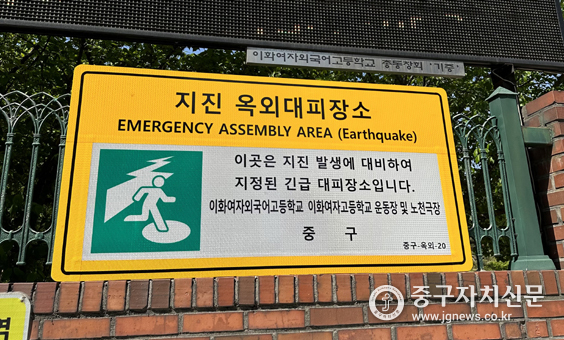 이화여자외국어고등학교 총동창회 '기증'
지진 옥외대피장소
EMERGENCY ASSEMBLY AREA (Earthquake)
이곳은 지진 발생에 대비하여
지정된 긴급 대피장소입니다.
이화여자외국어고등학교 이화여자고등학교 운동장 및 노천극장
중 구
중구-옥외-20
중구자치신문
www.jgnews.co.kr